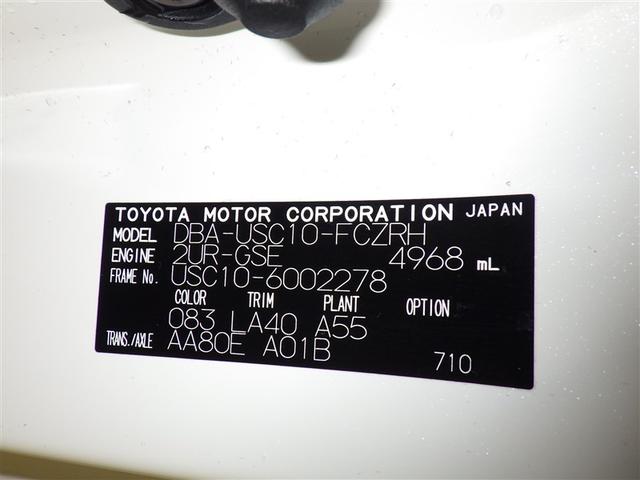 TOYOTA MOTOR CORPORATION JAPAN
MODEL DBA-USC10-FCZRH
ENGINE 2UR-GSE 4968 mL
FRAME No. USC10-6002278
COLOR TRIM PLANT OPTION
083 LA40 A55
TRANS./AXLE AA80E A01B 710